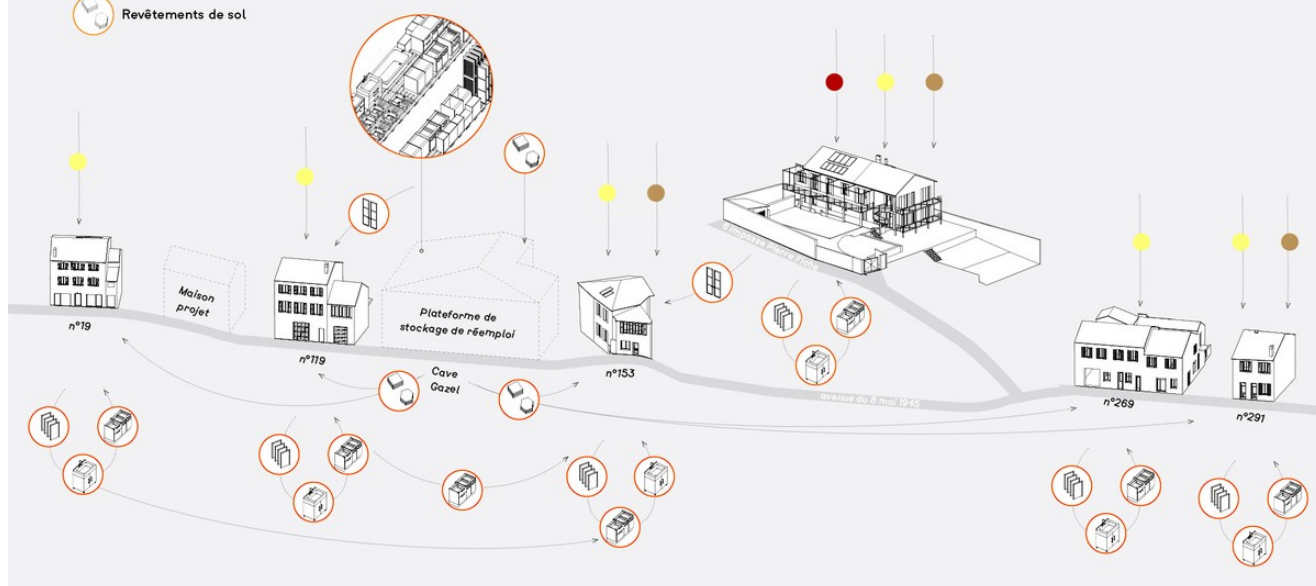 Revêtements de sol
Maison
projet
Plateforme de
stockage de réemploi
n°19
n°119
Cave
Gazel
n°153
avenue du 8 mai 1945
n°269
n°291